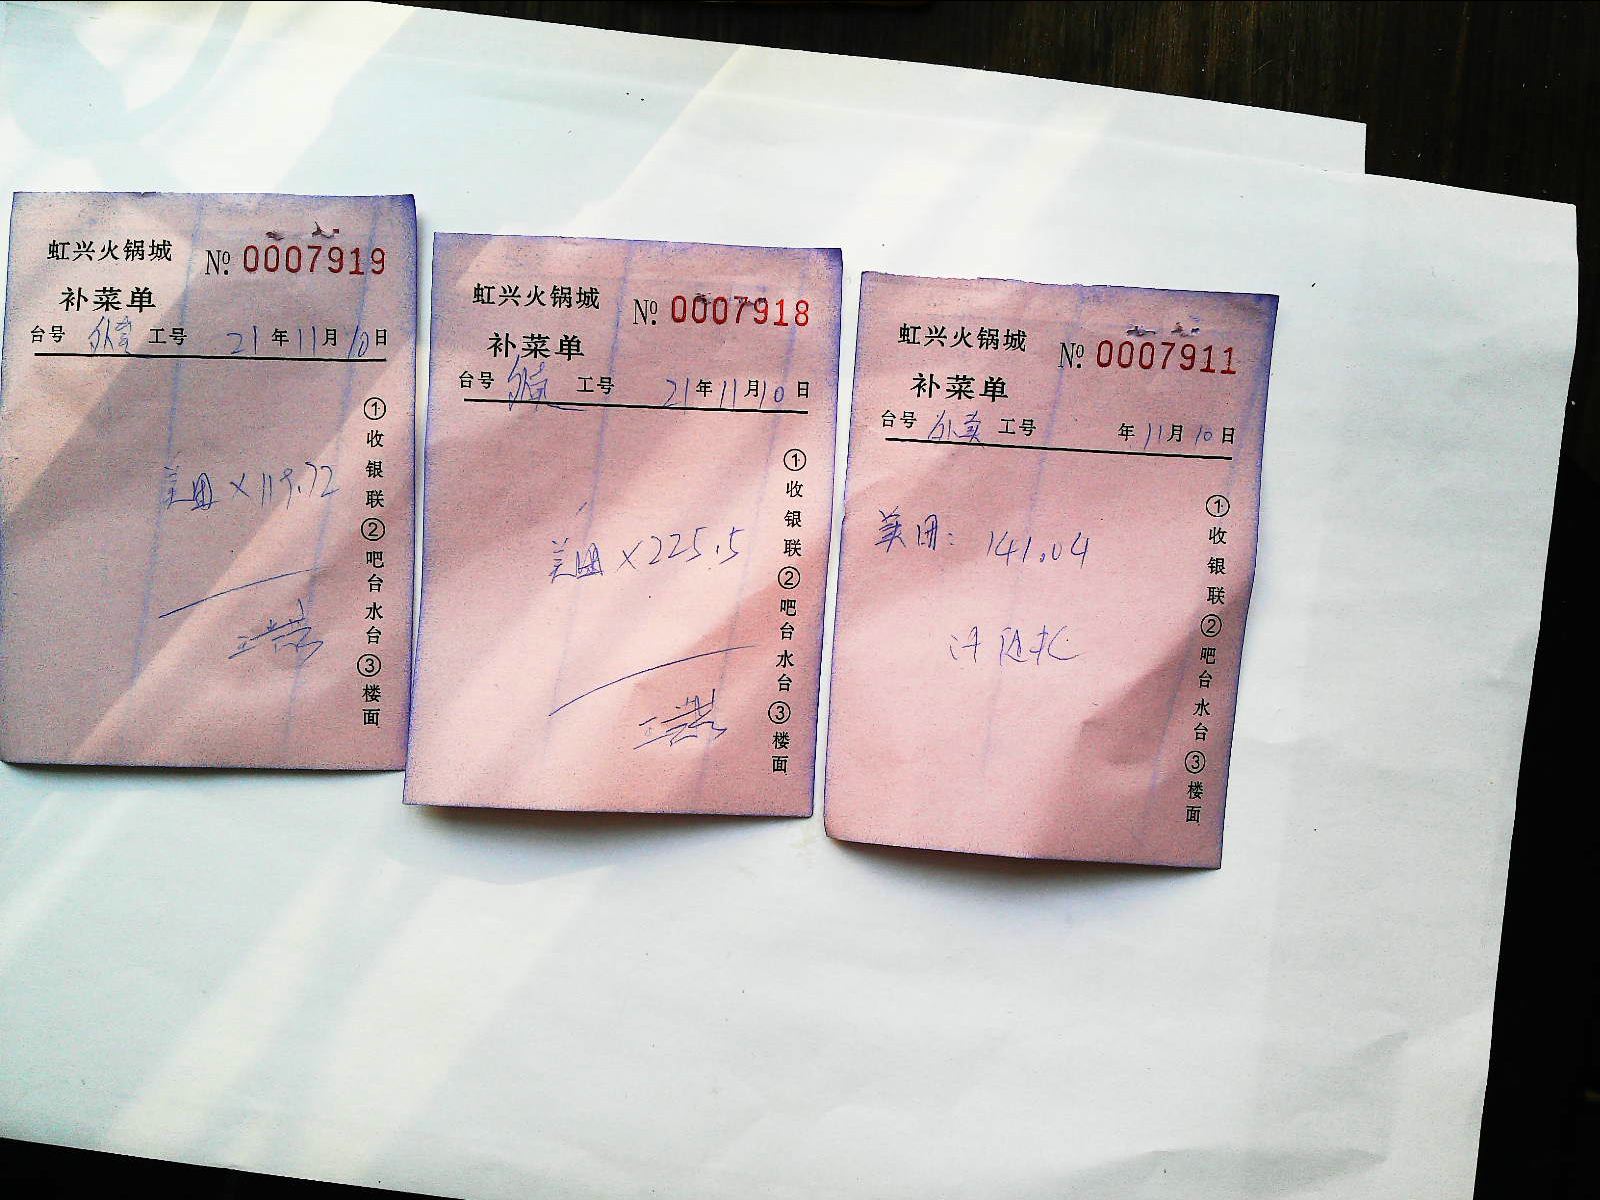 虹兴火锅城
№ 0007919
补菜单
台号 外卖 工号 21年11月10日
美团×119.72
①收银联②吧台水台③楼面
虹兴火锅城
№ 0007918
补菜单
台号 外卖 工号 21年11月10日
美团×225.5
①收银联②吧台水台③楼面
虹兴火锅城
№ 0007911
补菜单
台号 外卖 工号 年11月10日
美团: 141.04
①收银联②吧台水台③楼面